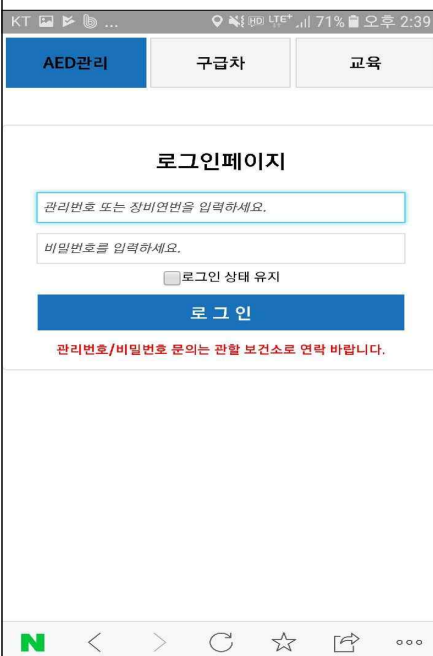 KT ... HD LTE+ 71% 오후 2:39
AED관리 구급차 교육
로그인페이지
관리번호 또는 장비연번을 입력하세요.
비밀번호를 입력하세요.
로그인 상태 유지
로 그 인
관리번호/비밀번호 문의는 관할 보건소로 연락 바랍니다.
N